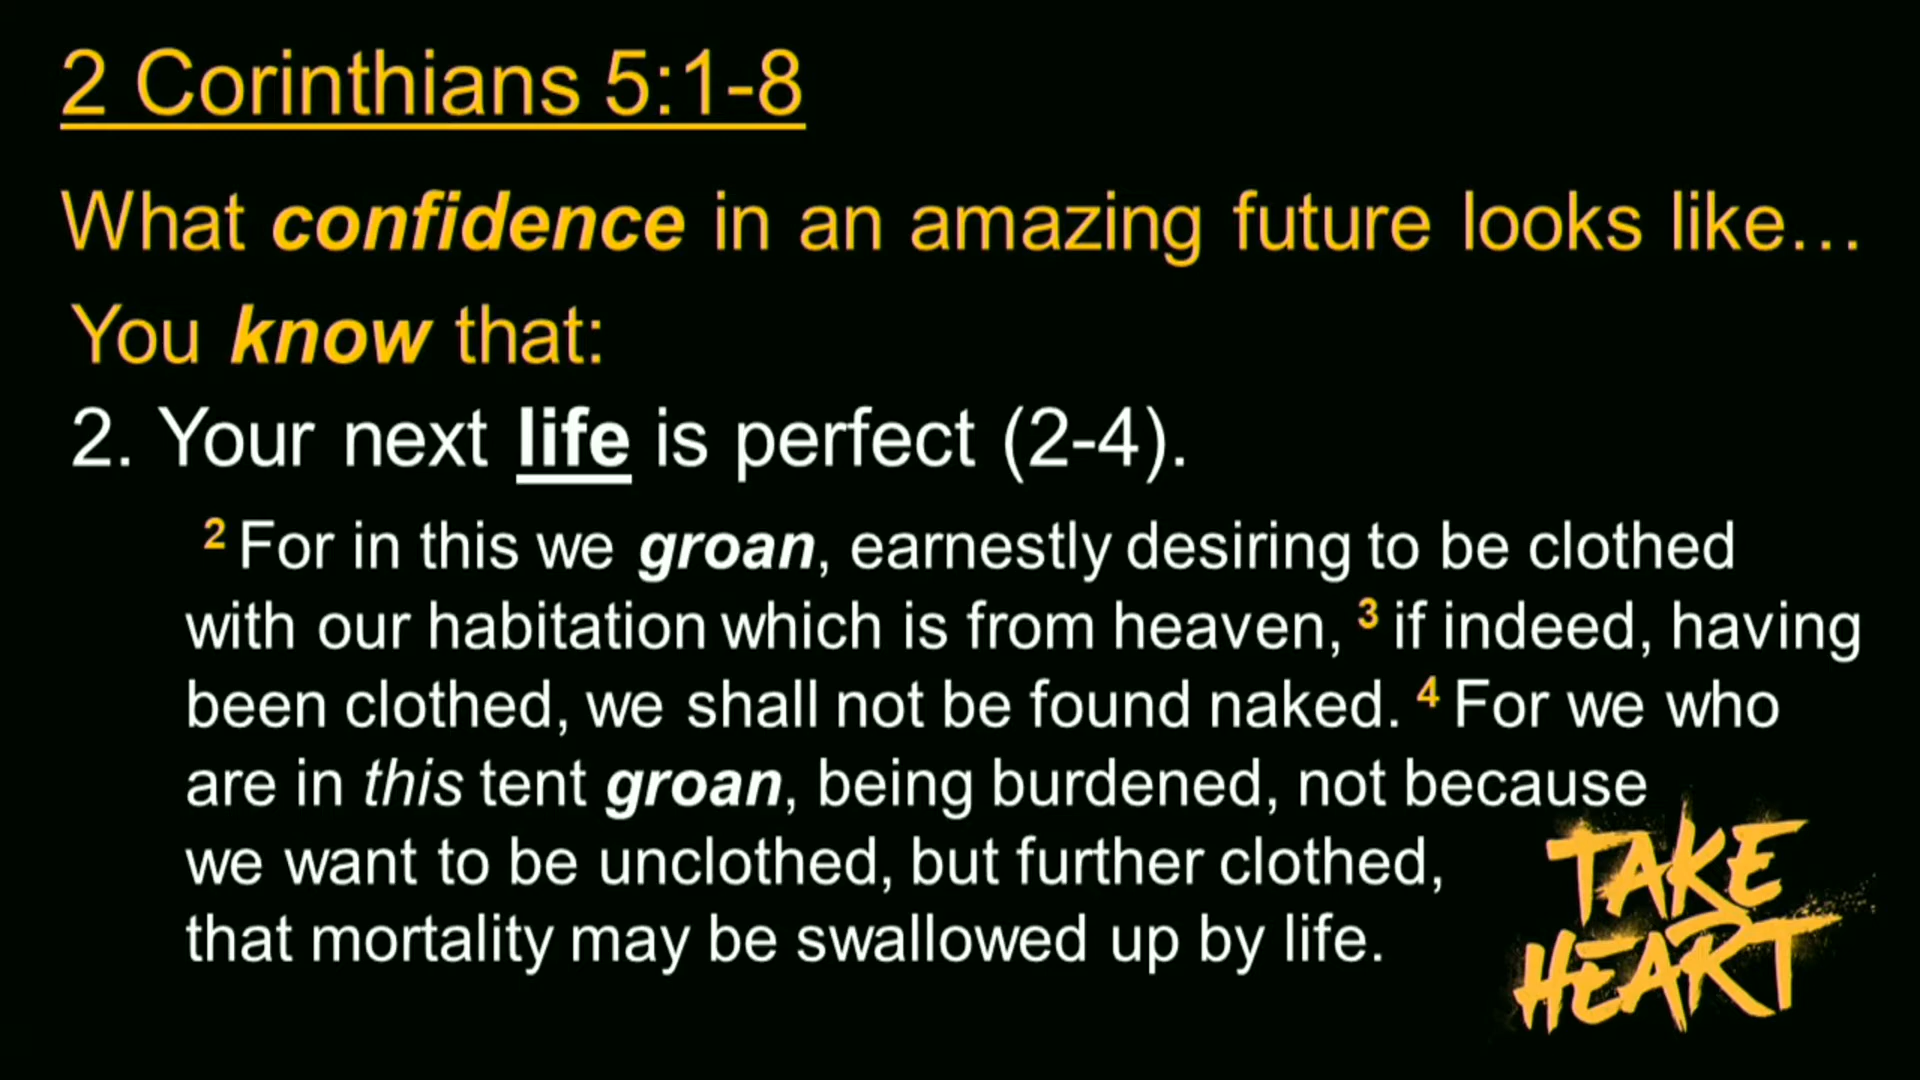 2 Corinthians 5:1-8
What confidence in an amazing future looks like…
You know that:
2. Your next life is perfect (2-4).
2 For in this we groan, earnestly desiring to be clothed
with our habitation which is from heaven, 3 if indeed, having
been clothed, we shall not be found naked. 4 For we who
are in this tent groan, being burdened, not because
we want to be unclothed, but further clothed,
that mortality may be swallowed up by life.
TAKE
HEART